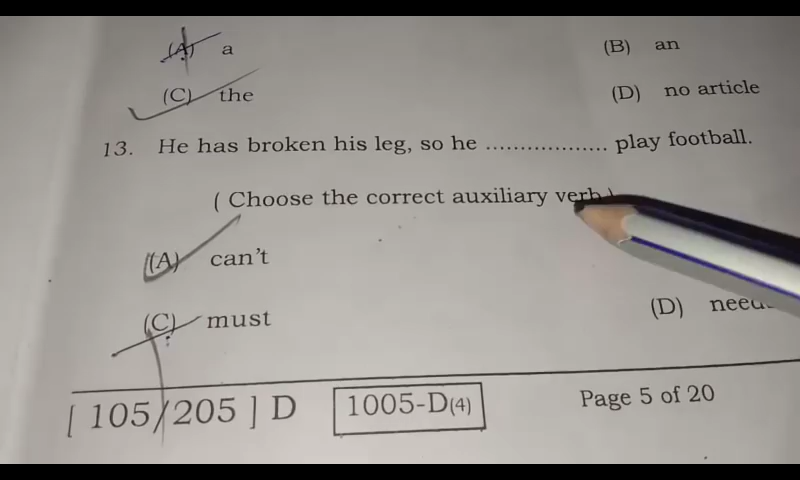 (A) a (B) an
(C) the (D) no article
13. He has broken his leg, so he .................. play football.
( Choose the correct auxiliary verb )
(A) can't
(C) must (D)
[ 105/205 ] D 1005-D(4) Page 5 of 20